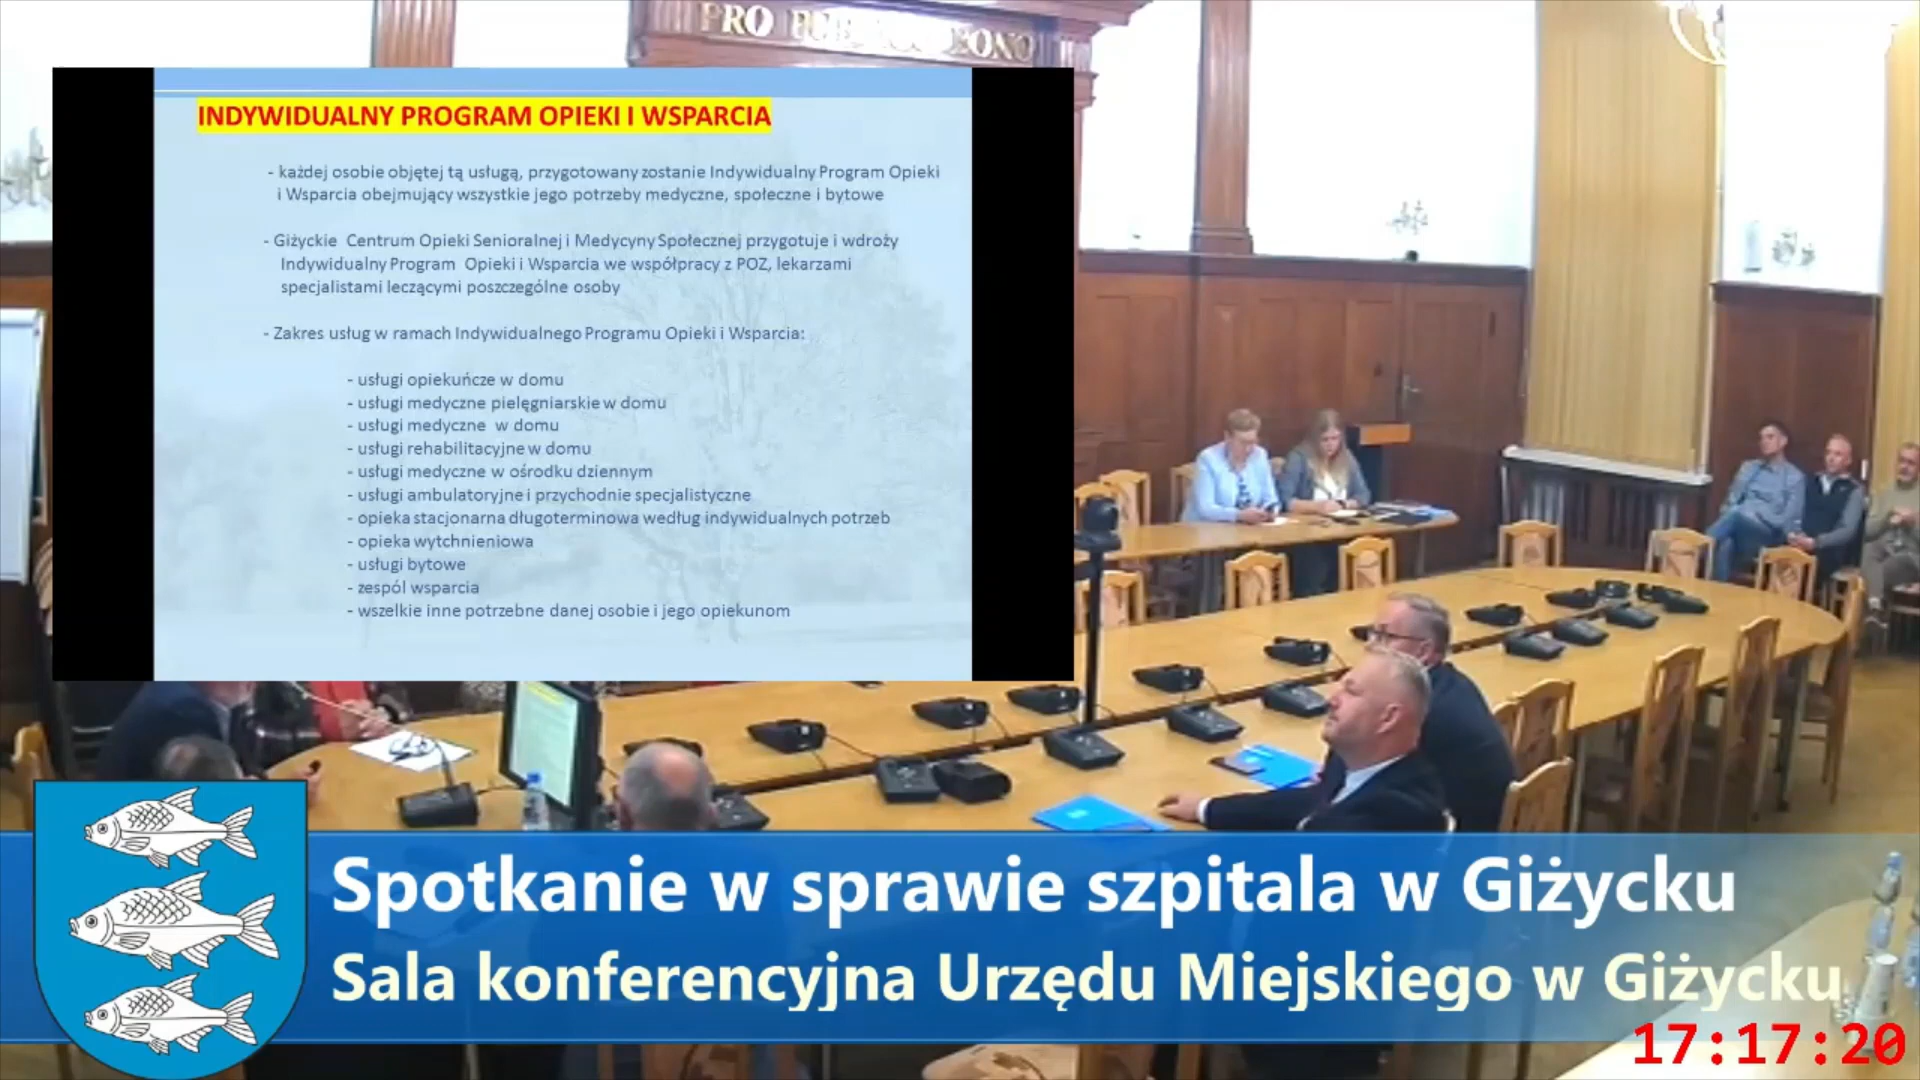 PRO PUBLICO BONO
INDYWIDUALNY PROGRAM OPIEKI I WSPARCIA
- każdej osobie objętej tą usługą, przygotowany zostanie Indywidualny Program Opieki
i Wsparcia obejmujący wszystkie jego potrzeby medyczne, społeczne i bytowe
- Giżyckie Centrum Opieki Senioralnej i Medycyny Społecznej przygotuje i wdroży
Indywidualny Program Opieki i Wsparcia we współpracy z POZ, lekarzami
specjalistami leczącymi poszczególne osoby
- Zakres usług w ramach Indywidualnego Programu Opieki i Wsparcia:
- usługi opiekuńcze w domu
- usługi medyczne pielęgniarskie w domu
- usługi medyczne w domu
- usługi rehabilitacyjne w domu
- usługi medyczne w ośrodku dziennym
- usługi ambulatoryjne i przychodnie specjalistyczne
- opieka stacjonarna długoterminowa według indywidualnych potrzeb
- opieka wytchnieniowa
- usługi bytowe
- zespól wsparcia
- wszelkie inne potrzebne danej osobie i jego opiekunom
Spotkanie w sprawie szpitala w Giżycku
Sala konferencyjna Urzędu Miejskiego w Giżycku
17:17:20